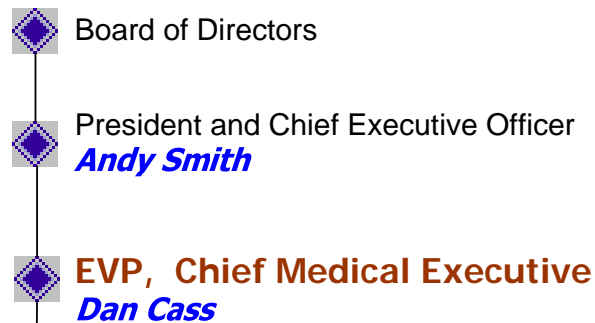 Board of Directors
President and Chief Executive Officer
Andy Smith
EVP, Chief Medical Executive
Dan Cass